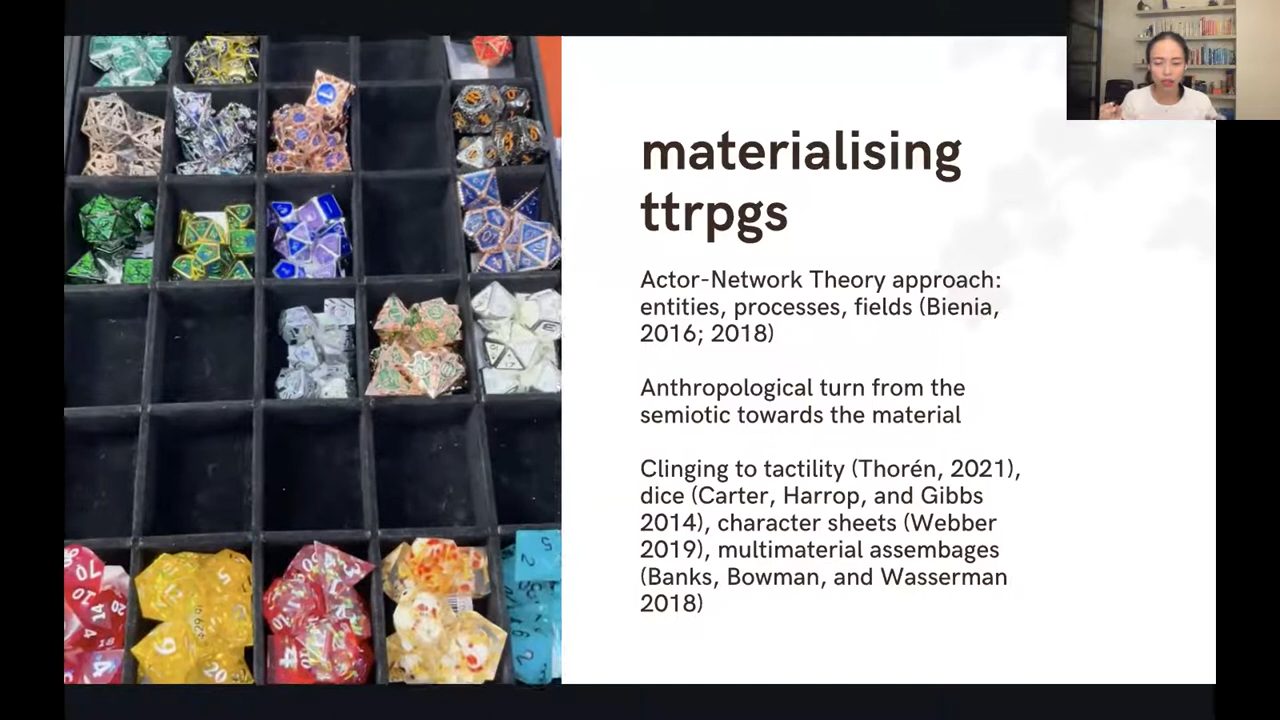 materialising
ttrpgs
Actor-Network Theory approach:
entities, processes, fields (Bienia,
2016; 2018)
Anthropological turn from the
semiotic towards the material
Clinging to tactility (Thorén, 2021),
dice (Carter, Harrop, and Gibbs
2014), character sheets (Webber
2019), multimaterial assembages
(Banks, Bowman, and Wasserman
2018)